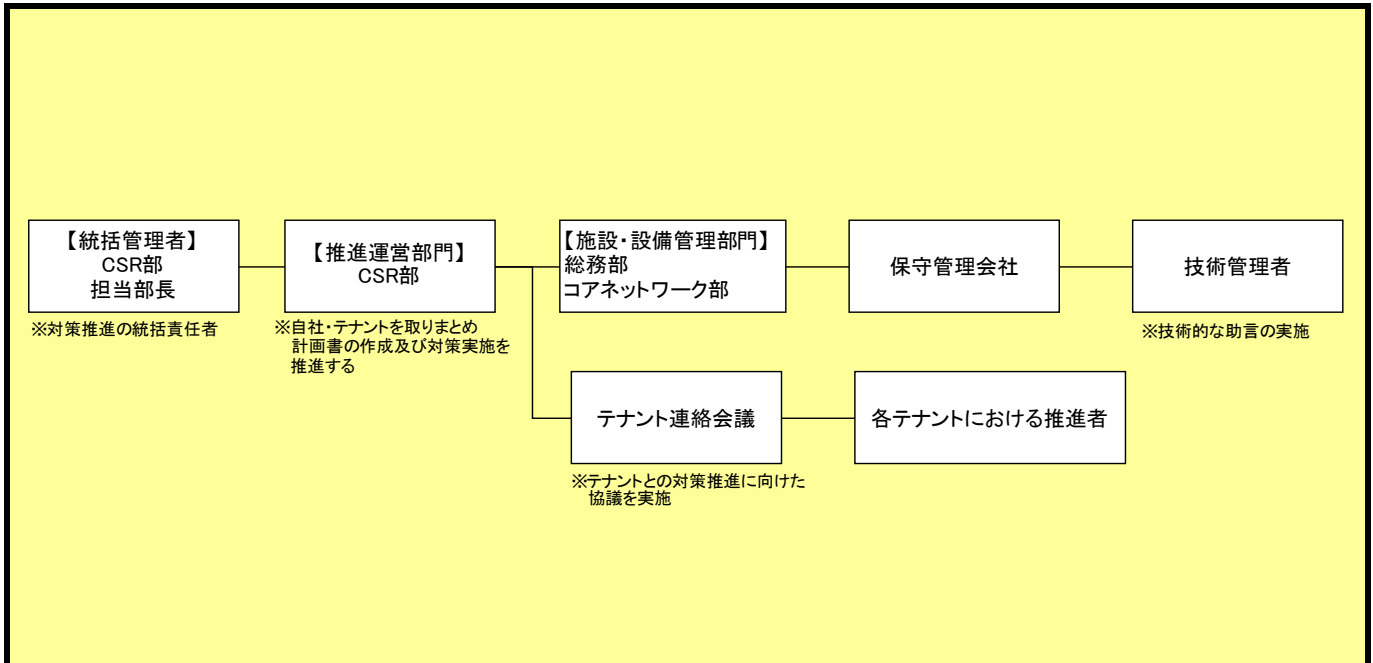 【統括管理者】
CSR部
担当部長
※対策推進の統括責任者
【推進運営部門】
CSR部
※自社・テナントを取りまとめ
計画書の作成及び対策実施を
推進する
【施設・設備管理部門】
総務部
コアネットワーク部
保守管理会社
技術管理者
※技術的な助言の実施
テナント連絡会議
※テナントとの対策推進に向けた
協議を実施
各テナントにおける推進者